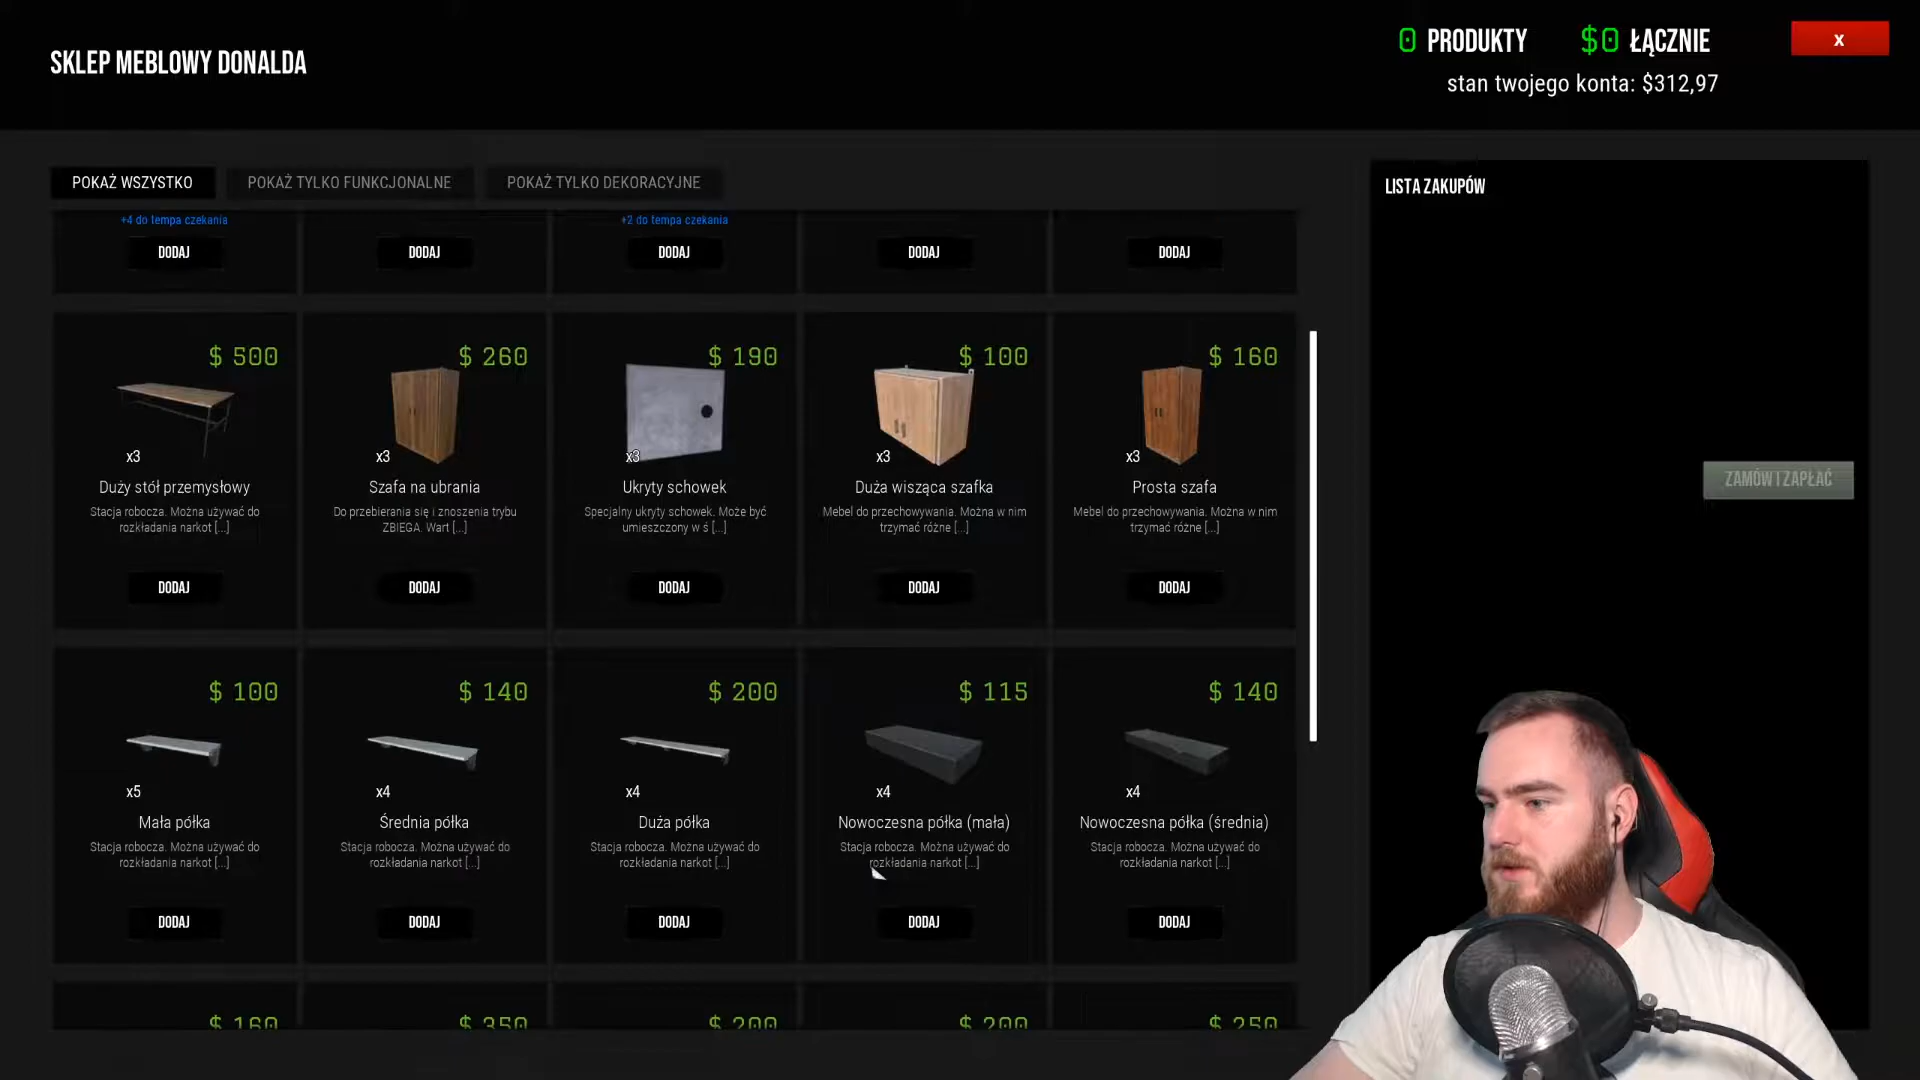 SKLEP MEBLOWY DONALDA
0 PRODUKTY $0 ŁĄCZNIE
x
stan twojego konta: $312,97
POKAŻ WSZYSTKO
POKAŻ TYLKO FUNKCJONALNE
POKAŻ TYLKO DEKORACYJNE
LISTA ZAKUPÓW
+4 do tempa czekania
+2 do tempa czekania
DODAJ
DODAJ
DODAJ
DODAJ
DODAJ
$ 500
x3
Duży stół przemysłowy
Stacja robocza. Można używać do
rozkładania narkot [...]
DODAJ
$ 260
x3
Szafa na ubrania
Do przebierania się i znoszenia trybu
ZBIEGA. Wart [...]
DODAJ
$ 190
x3
Ukryty schowek
Specjalny ukryty schowek. Może być
umieszczony w ś [...]
DODAJ
$ 100
x3
Duża wisząca szafka
Mebel do przechowywania. Można w nim
trzymać różne [...]
DODAJ
$ 160
x3
Prosta szafa
Mebel do przechowywania. Można w nim
trzymać różne [...]
DODAJ
ZAMÓW I ZAPŁAĆ
$ 100
x5
Mała półka
Stacja robocza. Można używać do
rozkładania narkot [...]
DODAJ
$ 140
x4
Średnia półka
Stacja robocza. Można używać do
rozkładania narkot [...]
DODAJ
$ 200
x4
Duża półka
Stacja robocza. Można używać do
rozkładania narkot [...]
DODAJ
$ 115
x4
Nowoczesna półka (mała)
Stacja robocza. Można używać do
rozkładania narkot [...]
DODAJ
$ 140
x4
Nowoczesna półka (średnia)
Stacja robocza. Można używać do
rozkładania narkot [...]
DODAJ
$ 160
$ 350
$ 200
$ 200
$ 250